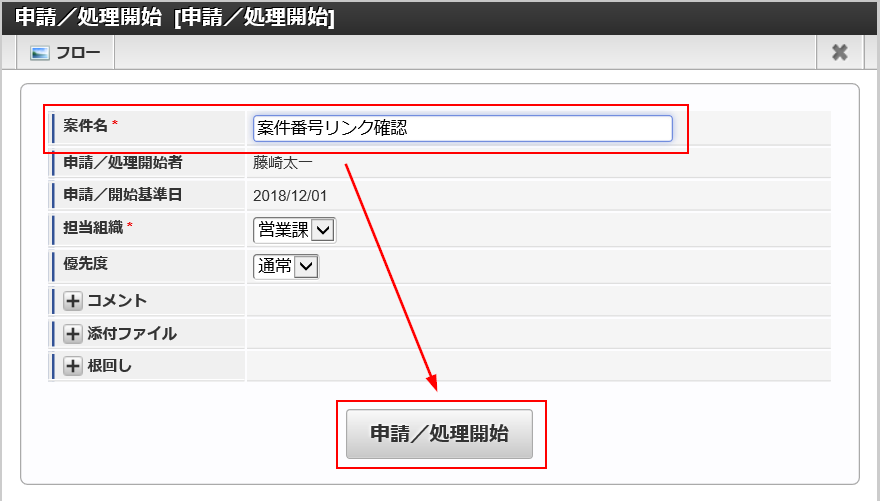 申請／処理開始 [申請／処理開始]
フロー
案件名* 案件番号リンク確認
申請／処理開始者 藤崎太一
申請／開始基準日 2018/12/01
担当組織* 営業課
優先度 通常
コメント
添付ファイル
根回し
申請／処理開始